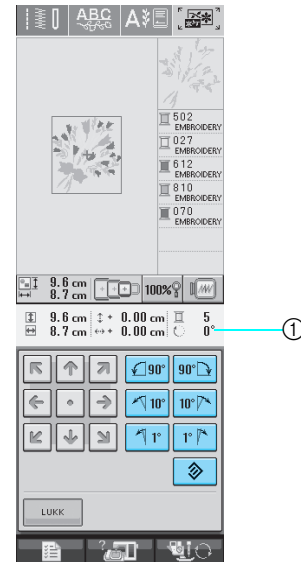 ABC A
502
EMBROIDERY
027
EMBROIDERY
612
EMBROIDERY
810
EMBROIDERY
070
EMBROIDERY
9.6 cm
8.7 cm
100%
9.6 cm + 0.00 cm 5
8.7 cm + 0.00 cm 0°
1
90° 90°
10° 10°
1° 1°
LUKK
?